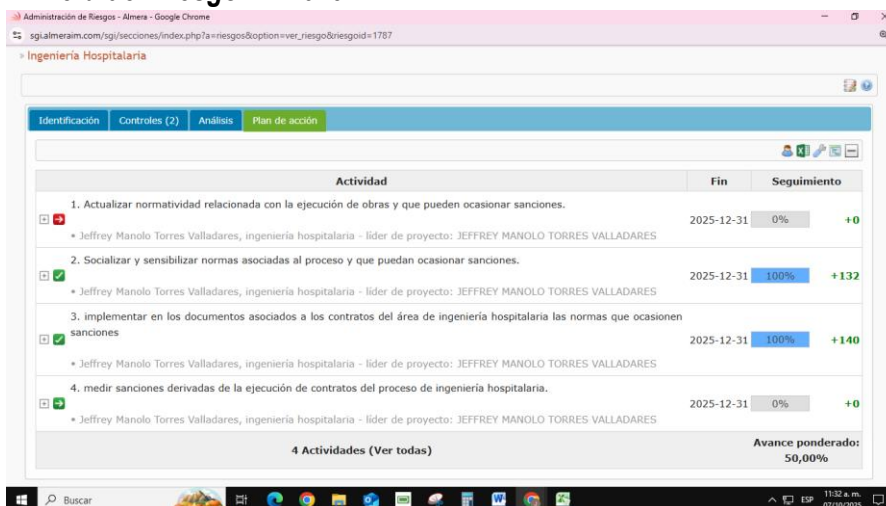 Administración de Riesgos - Almera - Google Chrome
sgi.almeraim.com/sgi/secciones/index.php?a=riesgos&option=ver_riesgo&riesgoid=1787
» Ingeniería Hospitalaria
Identificación Controles (2) Análisis Plan de acción
Actividad Fin Seguimiento
1. Actualizar normatividad relacionada con la ejecución de obras y que pueden ocasionar sanciones.
2025-12-31 0% +0
• Jeffrey Manolo Torres Valladares, ingeniería hospitalaria - líder de proyecto: JEFFREY MANOLO TORRES VALLADARES
2. Socializar y sensibilizar normas asociadas al proceso y que puedan ocasionar sanciones.
2025-12-31 100% +132
• Jeffrey Manolo Torres Valladares, ingeniería hospitalaria - líder de proyecto: JEFFREY MANOLO TORRES VALLADARES
3. implementar en los documentos asociados a los contratos del área de ingeniería hospitalaria las normas que ocasionen
sanciones
2025-12-31 100% +140
• Jeffrey Manolo Torres Valladares, ingeniería hospitalaria - líder de proyecto: JEFFREY MANOLO TORRES VALLADARES
4. medir sanciones derivadas de la ejecución de contratos del proceso de ingeniería hospitalaria.
2025-12-31 0% +0
• Jeffrey Manolo Torres Valladares, ingeniería hospitalaria - líder de proyecto: JEFFREY MANOLO TORRES VALLADARES
4 Actividades (Ver todas)
Avance ponderado:
50,00%
Buscar
ESP
11:32 a. m.
07/10/2025